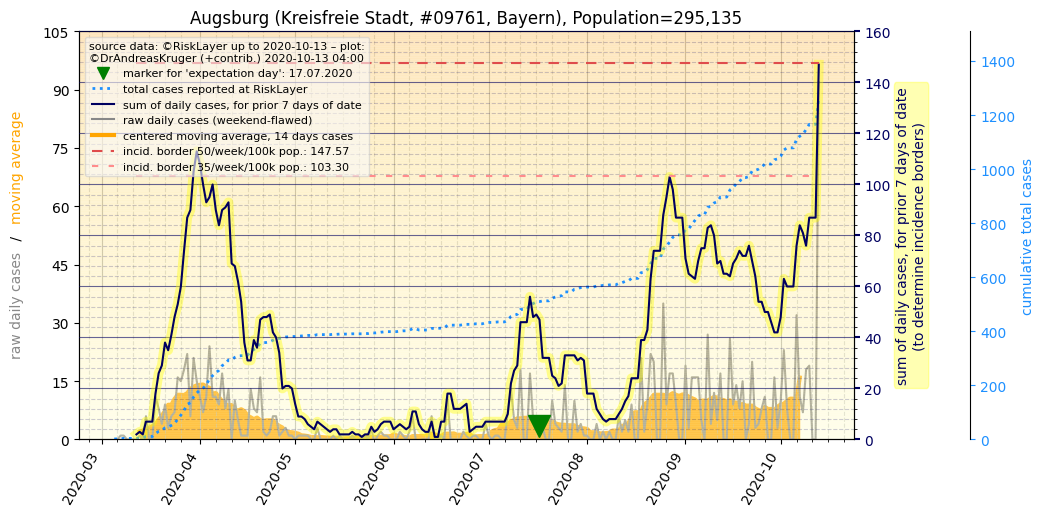 Augsburg (Kreisfreie Stadt, #09761, Bayern), Population=295,135
source data: ©RiskLayer up to 2020-10-13 – plot:
©DrAndreasKruger (+contrib.) 2020-10-13 04:00
marker for 'expectation day': 17.07.2020
total cases reported at RiskLayer
sum of daily cases, for prior 7 days of date
raw daily cases (weekend-flawed)
centered moving average, 14 days cases
incid. border 50/week/100k pop.: 147.57
incid. border 35/week/100k pop.: 103.30
raw daily cases / moving average
105
90
75
60
45
30
15
0
160
140
120
100
80
60
40
20
0
sum of daily cases, for prior 7 days of date
(to determine incidence borders)
1400
1200
1000
800
600
400
200
0
cumulative total cases
2020-03
2020-04
2020-05
2020-06
2020-07
2020-08
2020-09
2020-10